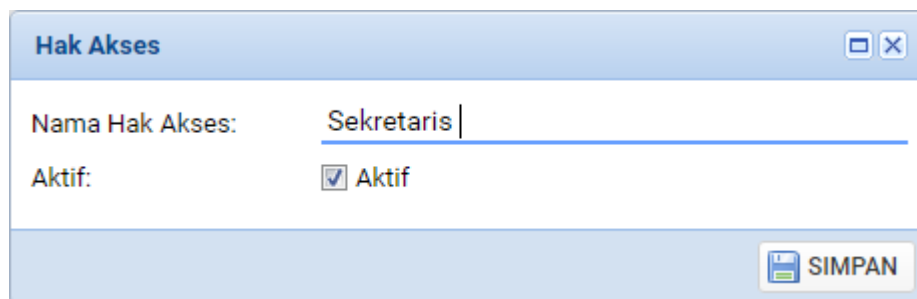 Hak Akses
Nama Hak Akses: Sekretaris
Aktif: Aktif
SIMPAN